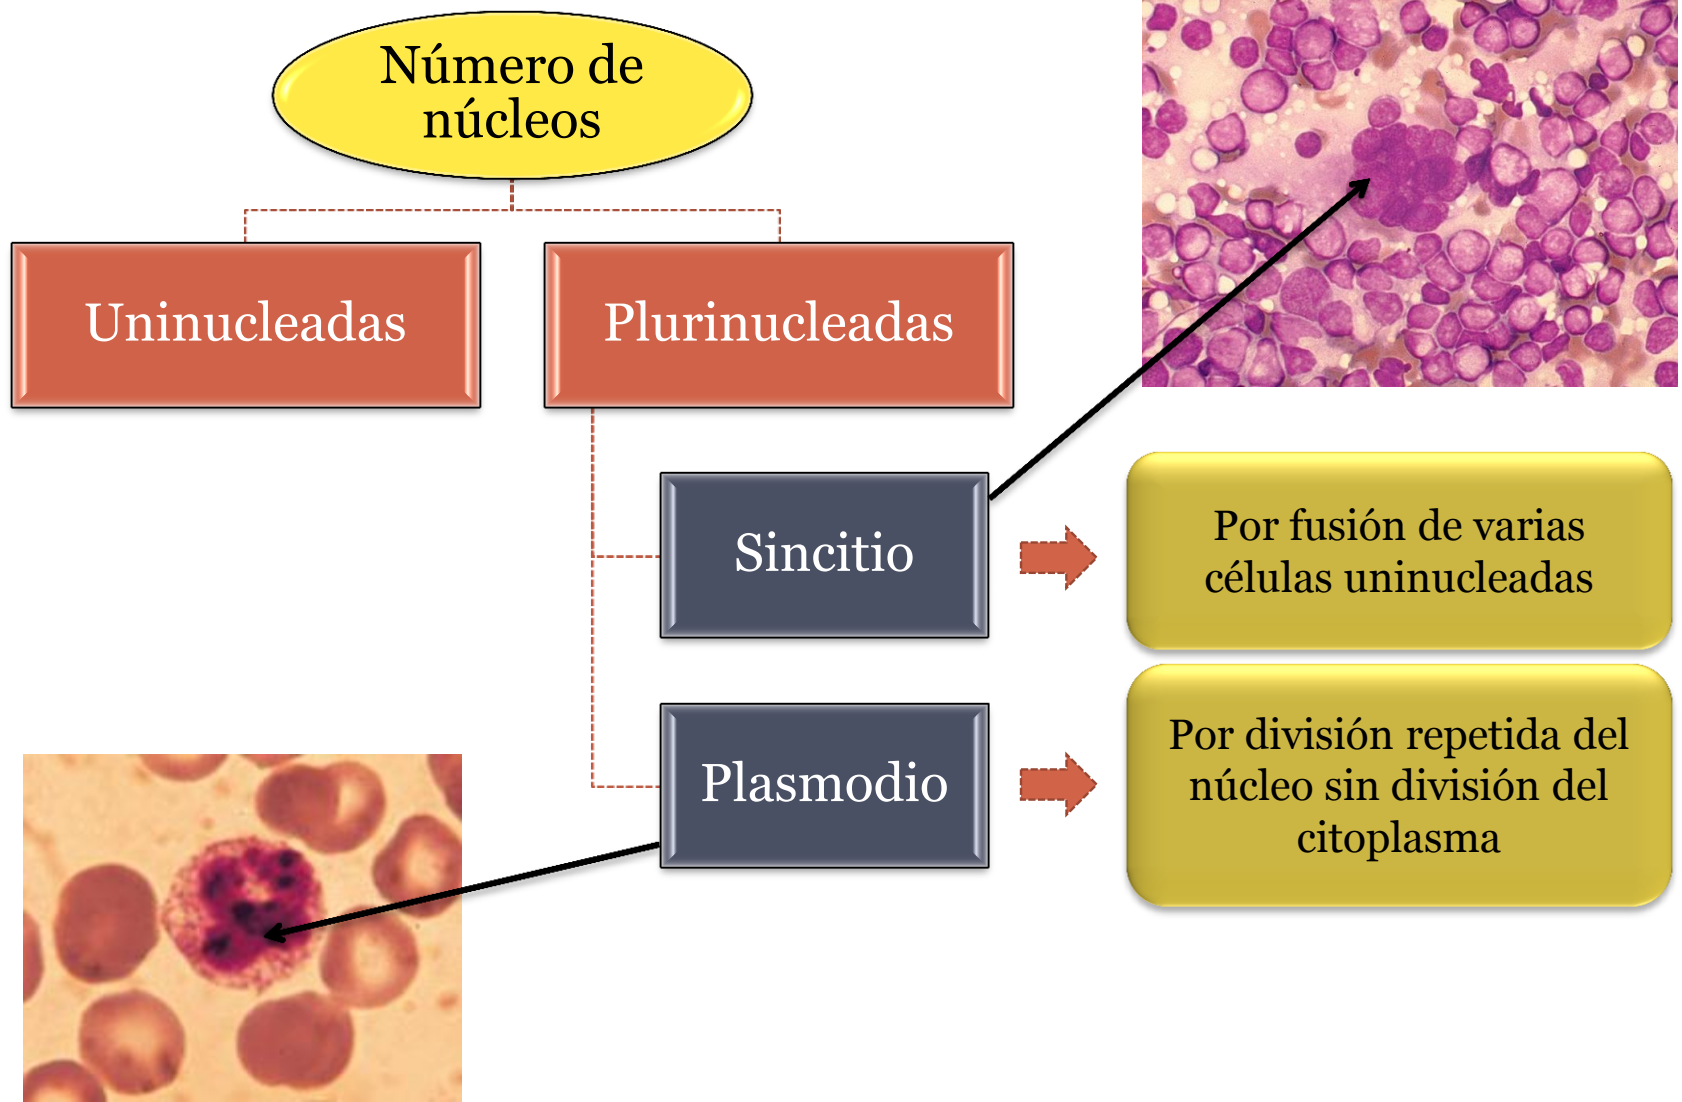 Número de
núcleos
Uninucleadas
Plurinucleadas
Sincitio
Por fusión de varias
células uninucleadas
Plasmodio
Por división repetida del
núcleo sin división del
citoplasma